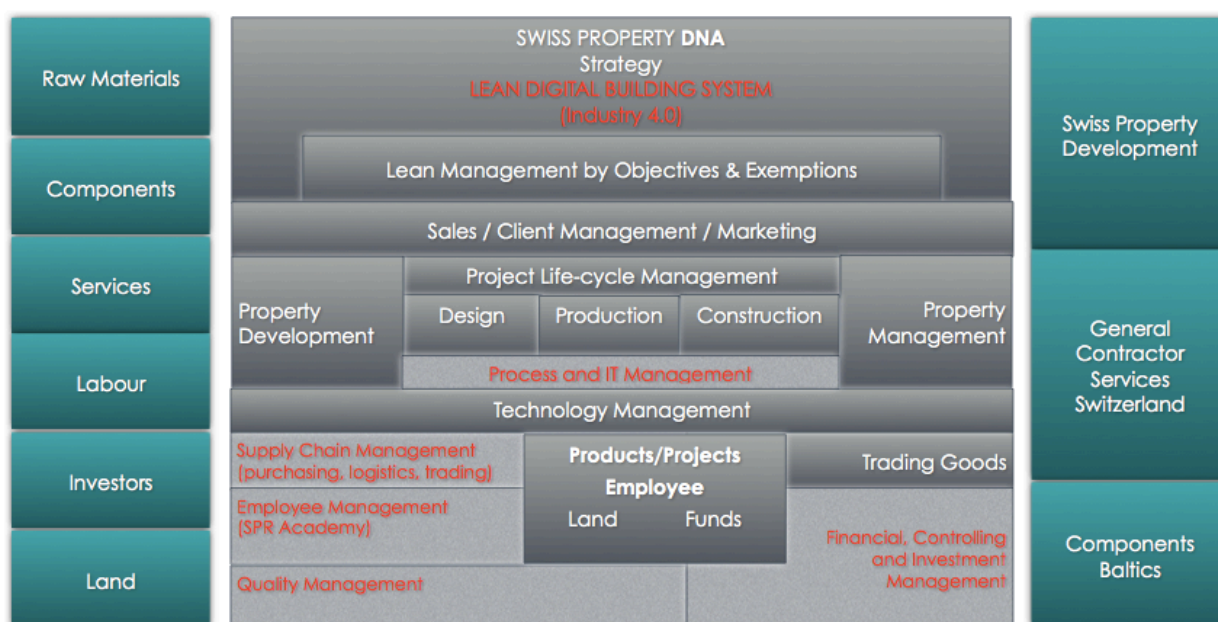 Raw Materials
Components
Services
Labour
Investors
Land
SWISS PROPERTY DNA
Strategy
LEAN DIGITAL BUILDING SYSTEM
(Industry 4.0)
Lean Management by Objectives & Exemptions
Sales / Client Management / Marketing
Property
Development
Project Life-cycle Management
Design
Production
Construction
Process and IT Management
Property
Management
Technology Management
Supply Chain Management
(purchasing, logistics, trading)
Employee Management
(SPR Academy)
Quality Management
Products/Projects
Employee
Land Funds
Trading Goods
Financial, Controlling
and Investment
Management
Swiss Property
Development
General
Contractor
Services
Switzerland
Components
Baltics